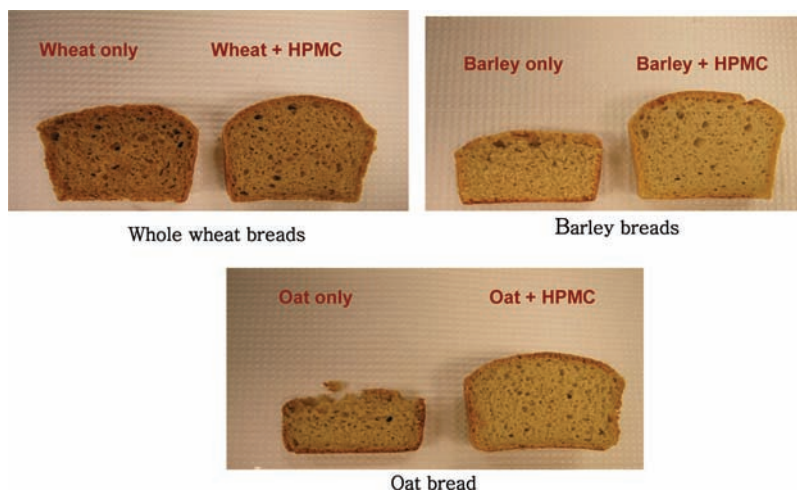 Wheat only
Wheat + HPMC
Barley only
Barley + HPMC
Whole wheat breads
Barley breads
Oat only
Oat + HPMC
Oat bread